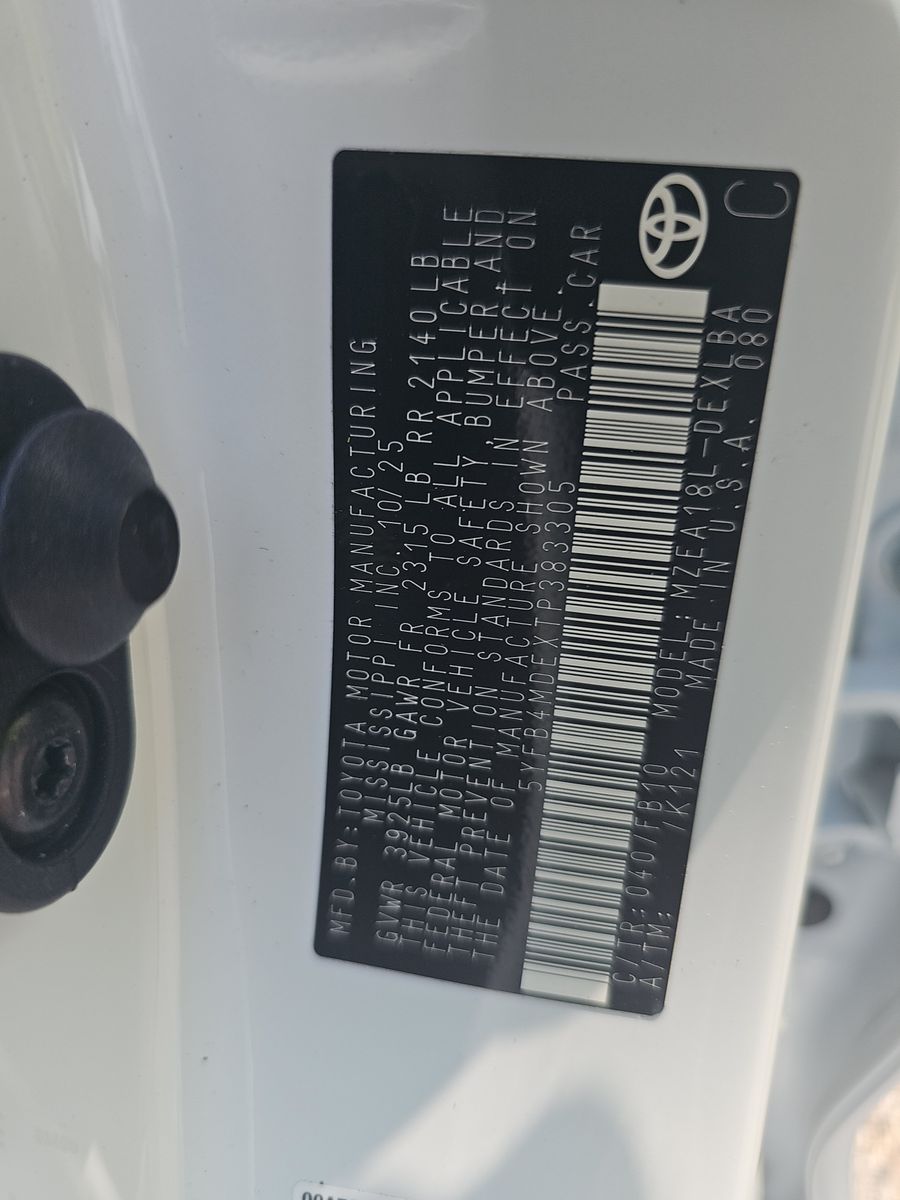 MFD.BY:TOYOTA MOTOR MANUFACTURING
MISSISSIPPI INC. 10/25
GVWR 3925LB GAWR FR 2315 LB RR 2140LB
THIS VEHICLE CONFORMS TO ALL APPLICABLE
FEDERAL MOTOR VEHICLE SAFETY, BUMPER, AND
THEFT PREVENTION STANDARDS IN EFFECT ON
THE DATE OF MANUFACTURE SHOWN ABOVE.
5YFB4MDEXTP383305 PASS. CAR
C/TR:040/FB10 MODEL:MZEA18L-DEXLBA
A/TM: /K121 MADE IN U.S.A. 080
C